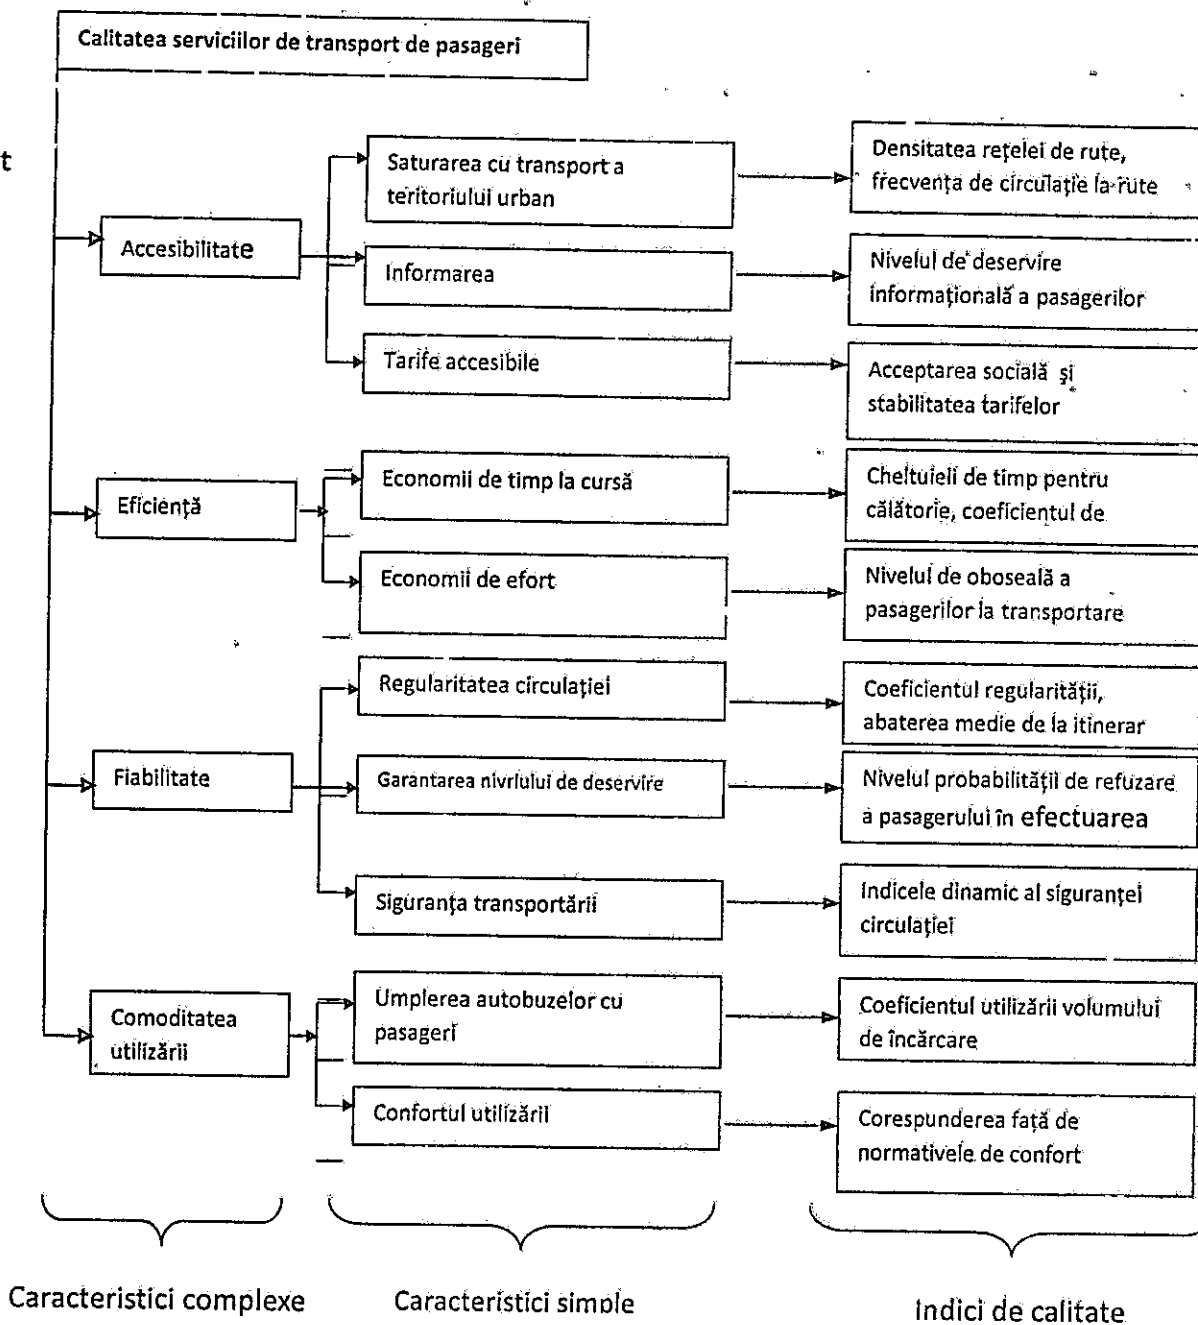 Calitatea serviciilor de transport de pasageri
t
Accesibilitate
Saturarea cu transport a
teritoriului urban
Densitatea rețelei de rute,
frecvența de circulație la rute
Informarea
Nivelul de deservire
informațională a pasagerilor
Tarife accesibile
Acceptarea socială și
stabilitatea tarifelor
Eficiență
Economii de timp la cursă
Cheltuieli de timp pentru
călătorie, coeficientul de
Economii de efort
Nivelul de oboseală a
pasagerilor la transportare
Fiabilitate
Regularitatea circulației
Coeficientul regularității,
abaterea medie de la itinerar
Garantarea nivrlului de deservire
Nivelul probabilității de refuzare
a pasagerului în efectuarea
Siguranța transportării
Indicele dinamic al siguranței
circulației
Comoditatea
utilizării
Umplerea autobuzelor cu
pasageri
Coeficientul utilizării volumului
de încărcare
Confortul utilizării
Corespunderea față de
normativele de confort
Caracteristici complexe
Caracteristici simple
Indici de calitate